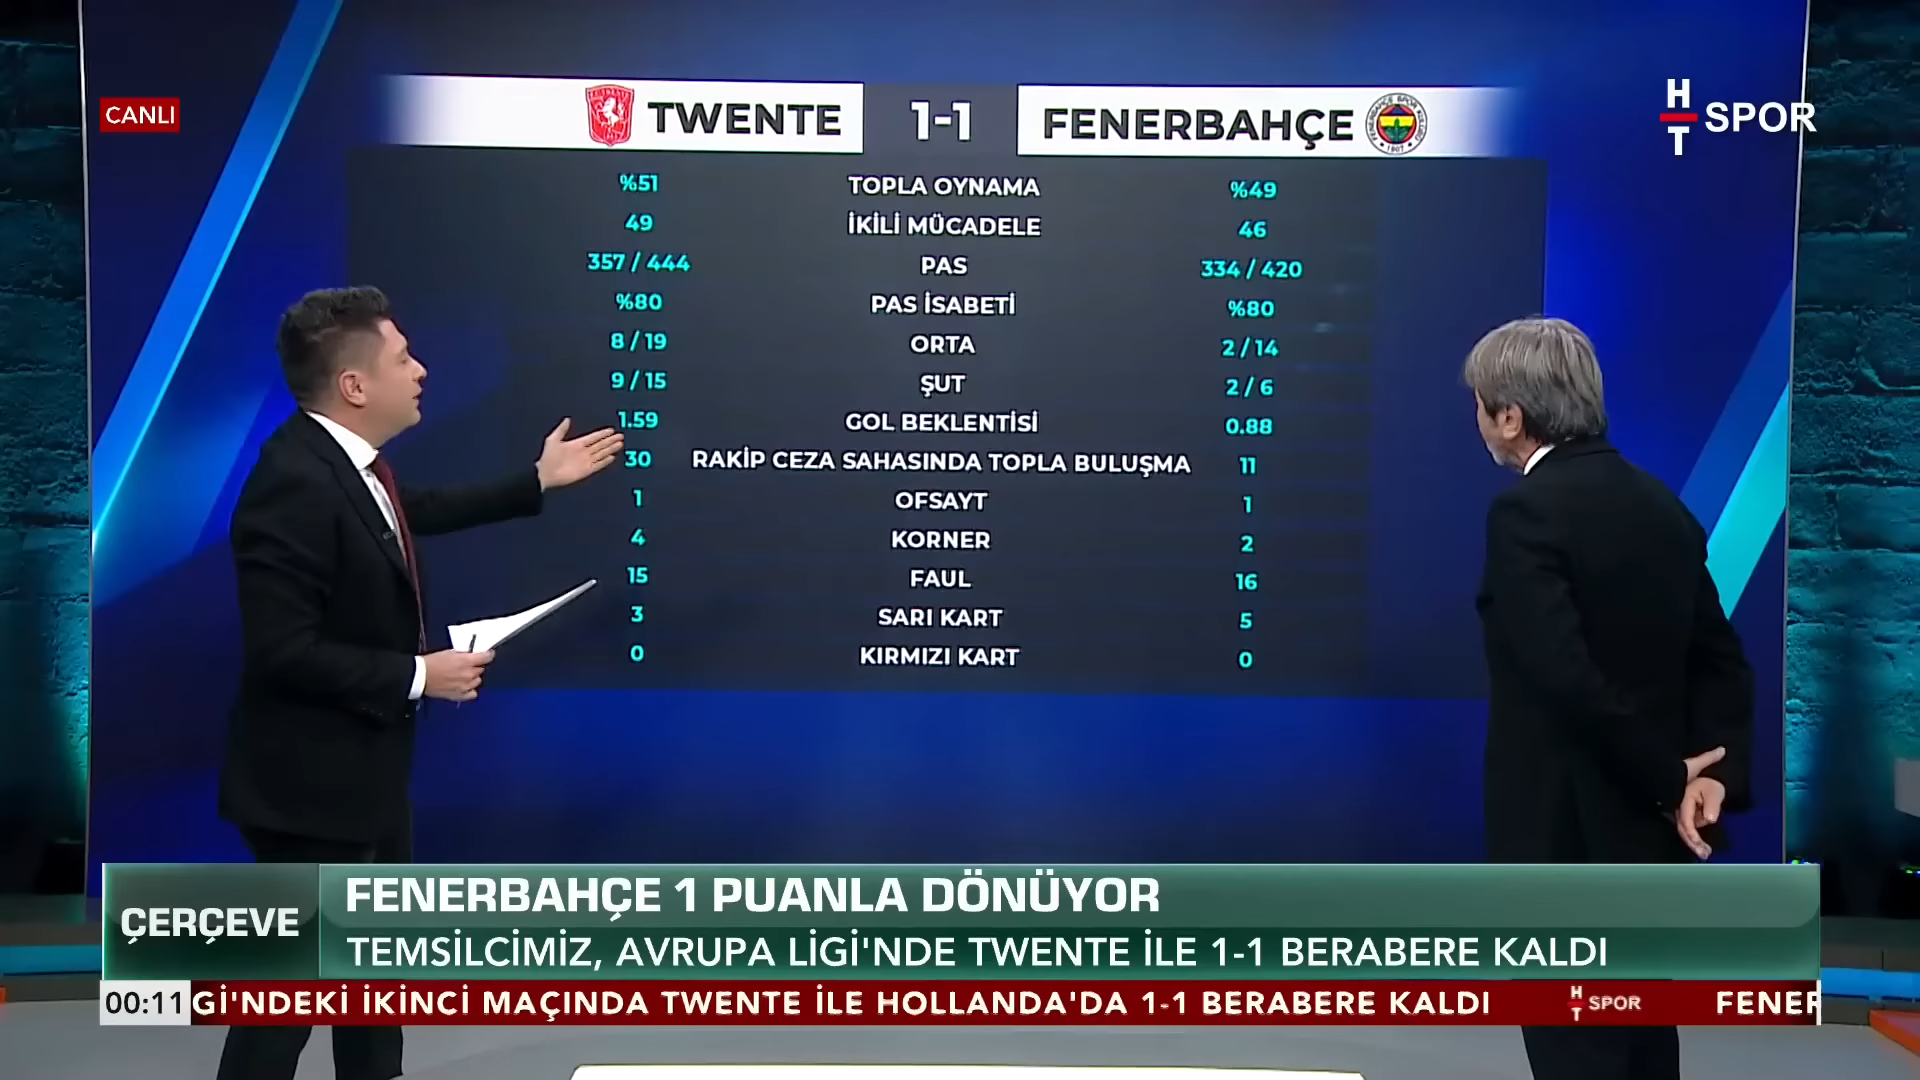 CANLI
TWENTE 1-1 FENERBAHÇE
HT SPOR
%51 TOPLA OYNAMA %49
49 İKİLİ MÜCADELE 46
357 / 444 PAS 334 / 420
%80 PAS İSABETİ %80
8 / 19 ORTA 2 / 14
9 / 15 ŞUT 2 / 6
1.59 GOL BEKLENTİSİ 0.88
30 RAKİP CEZA SAHASINDA TOPLA BULUŞMA 11
1 OFSAYT 1
4 KORNER 2
15 FAUL 16
3 SARI KART 5
0 KIRMIZI KART 0
ÇERÇEVE
FENERBAHÇE 1 PUANLA DÖNÜYOR
TEMSİLCİMİZ, AVRUPA LİGİ'NDE TWENTE İLE 1-1 BERABERE KALDI
00:11 Gİ'NDEKİ İKİNCİ MAÇINDA TWENTE İLE HOLLANDA'DA 1-1 BERABERE KALDI HT SPOR FENER